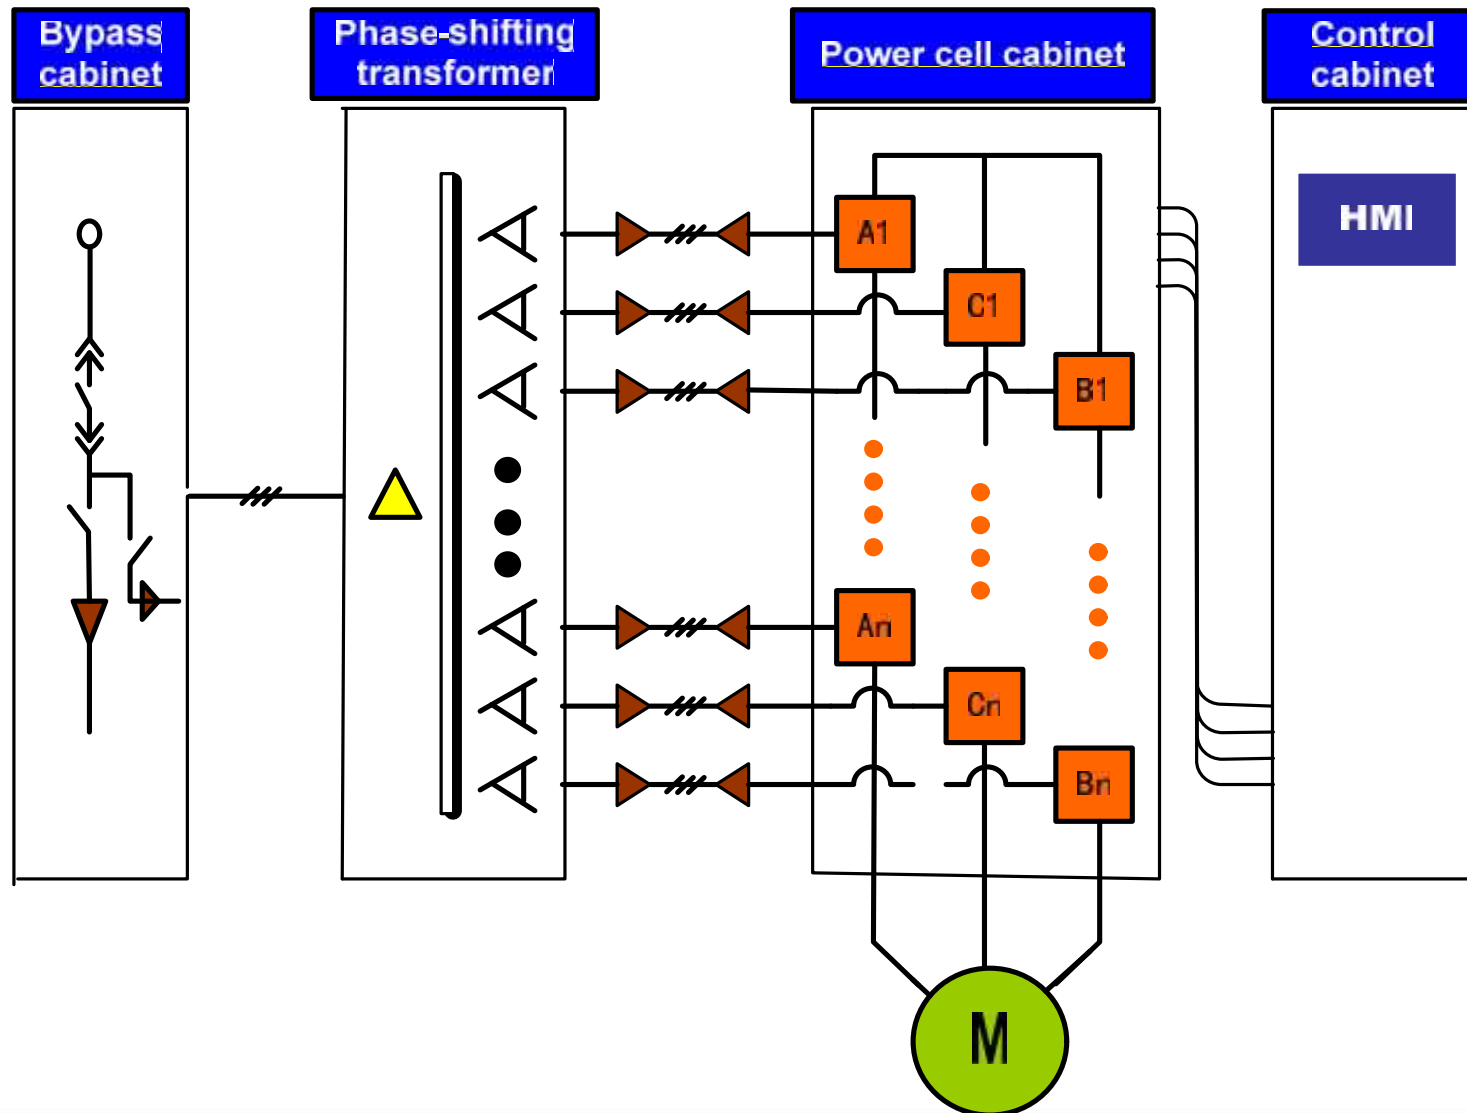 Bypass
cabinet
Phase-shifting
transformer
Power cell cabinet
Control
cabinet
HMI
A1
C1
B1
An
Cn
Bn
M